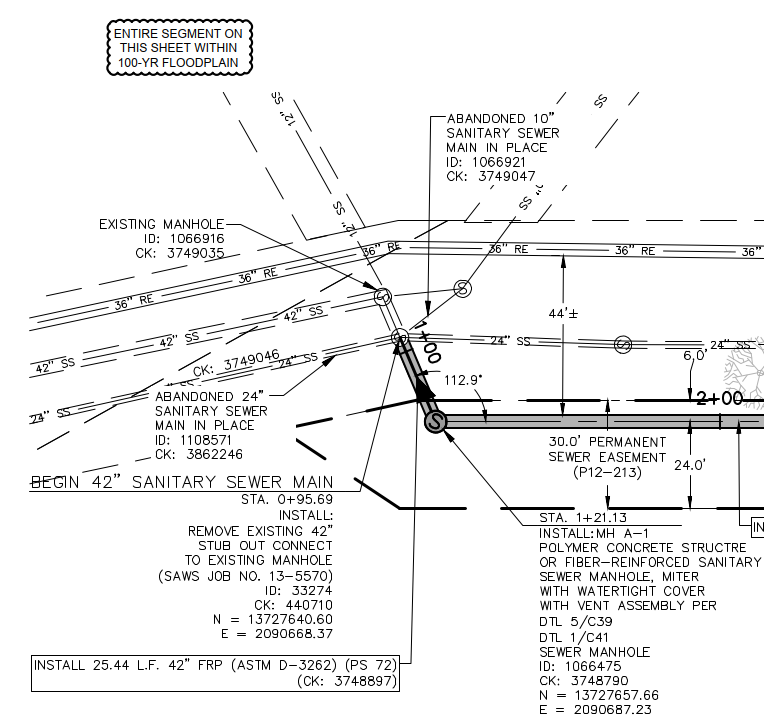 ENTIRE SEGMENT ON
THIS SHEET WITHIN
100-YR FLOODPLAIN
12" SS
12" SS
SS
SS
ABANDONED 10"
SANITARY SEWER
MAIN IN PLACE
ID: 1066921
CK: 3749047
EXISTING MANHOLE
ID: 1066916
CK: 3749035
36" RE
36" RE
36" RE
36" RE
36" RE
36"
S
S
S
S
S
42" SS
42" SS
42" SS
44'±
1+00
24" SS
24" SS
6.0'
CK: 3749046
24" SS
24" SS
112.9°
2+00
ABANDONED 24"
SANITARY SEWER
MAIN IN PLACE
ID: 1108571
CK: 3862246
30.0' PERMANENT
SEWER EASEMENT
(P12-213)
24.0'
BEGIN 42" SANITARY SEWER MAIN
STA. 0+95.69
INSTALL:
REMOVE EXISTING 42"
STUB OUT CONNECT
TO EXISTING MANHOLE
(SAWS JOB NO. 13-5570)
ID: 33274
CK: 440710
N = 13727640.60
E = 2090668.37
INSTALL 25.44 L.F. 42" FRP (ASTM D-3262) (PS 72)
(CK: 3748897)
STA. 1+21.13
INSTALL:MH A-1
POLYMER CONCRETE STRUCTRE
OR FIBER-REINFORCED SANITARY
SEWER MANHOLE, MITER
WITH WATERTIGHT COVER
WITH VENT ASSEMBLY PER
DTL 5/C39
DTL 1/C41
SEWER MANHOLE
ID: 1066475
CK: 3748790
N = 13727657.66
E = 2090687.23
IN